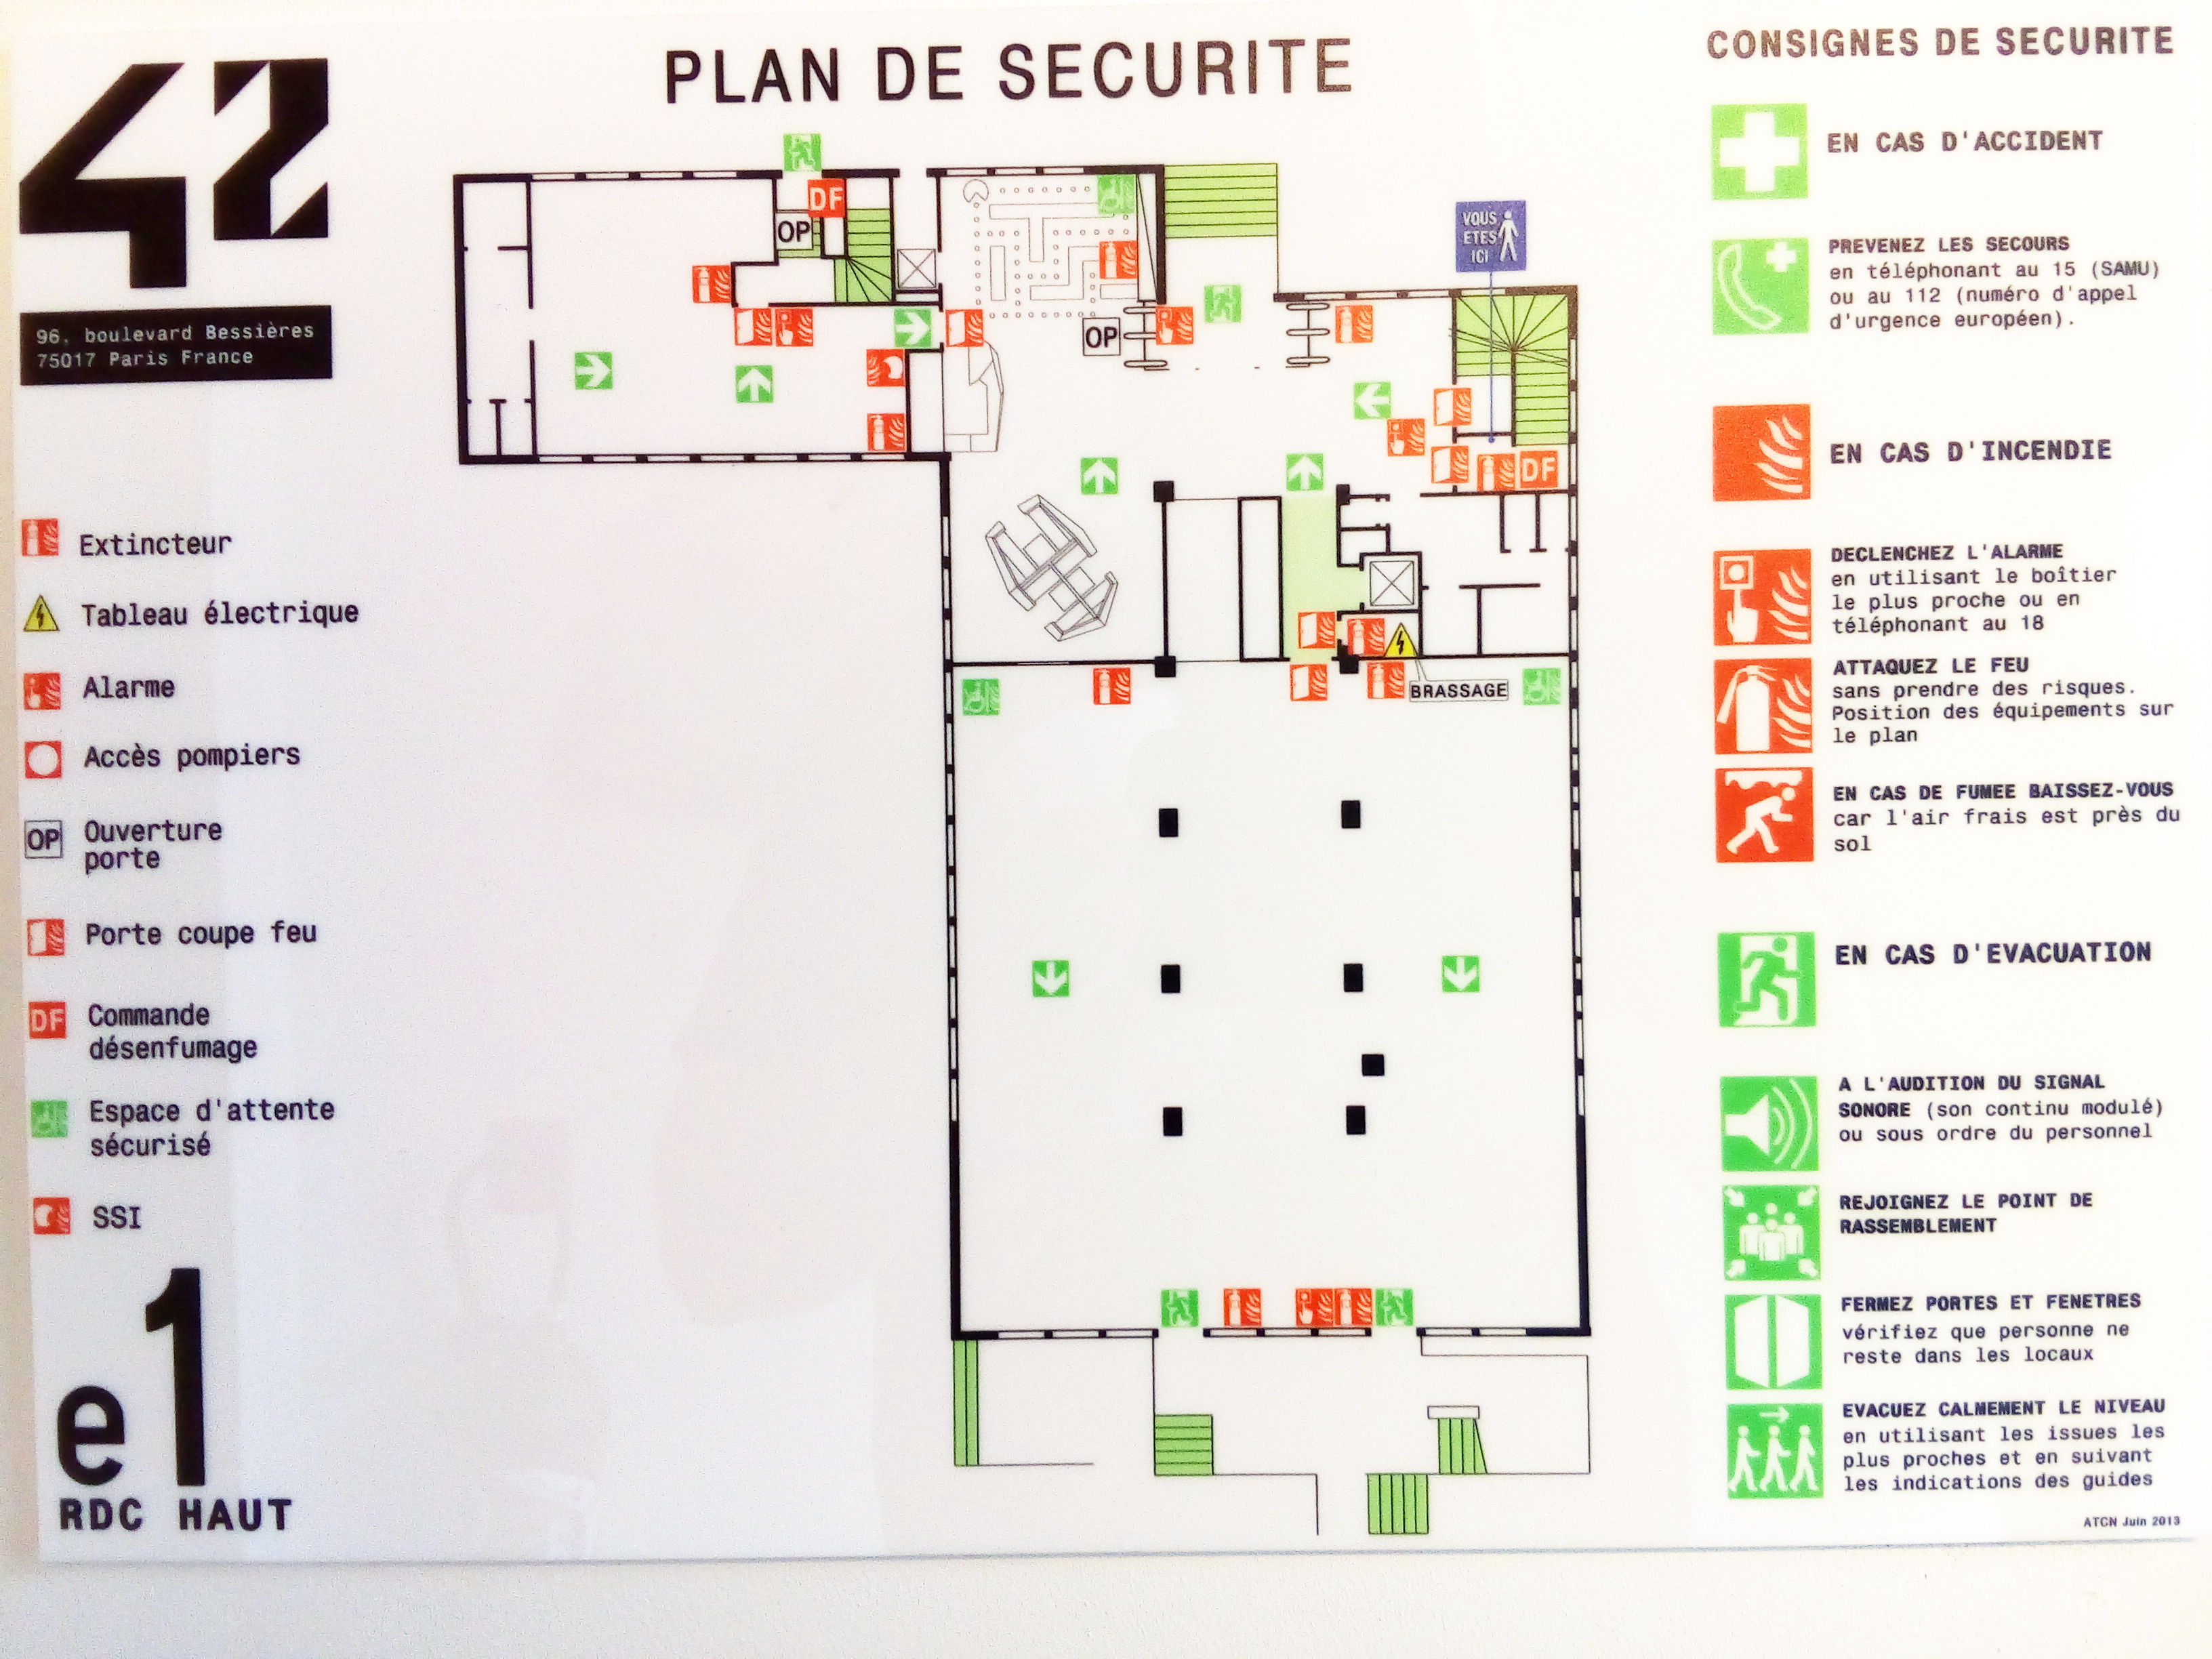 42
96, boulevard Bessières
75017 Paris France
PLAN DE SECURITE
Extincteur
Tableau électrique
Alarme
Accès pompiers
OP
Ouverture
porte
Porte coupe feu
DF
Commande
désenfumage
Espace d'attente
sécurisé
SSI
e1
RDC HAUT
DF
OP
OP
VOUS
ETES
ICI
DF
BRASSAGE
CONSIGNES DE SECURITE
EN CAS D'ACCIDENT
PREVENEZ LES SECOURS
en téléphonant au 15 (SAMU)
ou au 112 (numéro d'appel
d'urgence européen).
EN CAS D'INCENDIE
DECLENCHEZ L'ALARME
en utilisant le boîtier
le plus proche ou en
téléphonant au 18
ATTAQUEZ LE FEU
sans prendre des risques.
Position des équipements sur
le plan
EN CAS DE FUMEE BAISSEZ-VOUS
car l'air frais est près du
sol
EN CAS D'EVACUATION
A L'AUDITION DU SIGNAL
SONORE (son continu modulé)
ou sous ordre du personnel
REJOIGNEZ LE POINT DE
RASSEMBLEMENT
FERMEZ PORTES ET FENETRES
vérifiez que personne ne
reste dans les locaux
EVACUEZ CALMEMENT LE NIVEAU
en utilisant les issues les
plus proches et en suivant
les indications des guides
ATCN Juin 2013